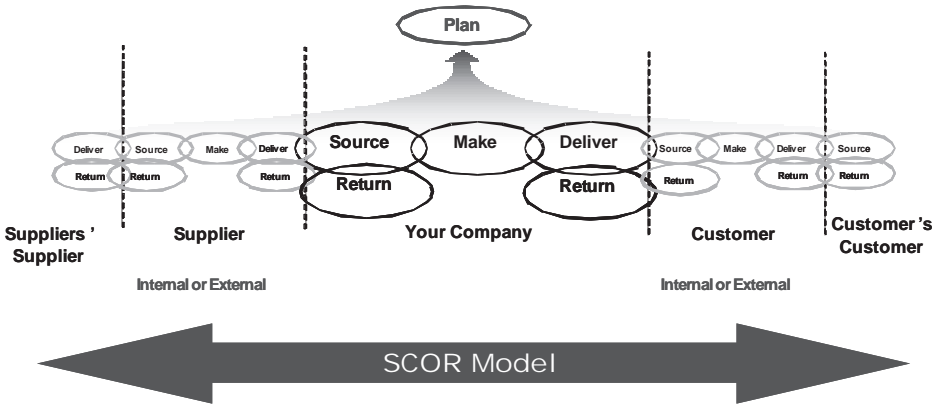 Plan
Deliver Source Make Deliver Source Make Deliver Source Make Deliver Source
Return Return Return Return Return Return Return Return
Suppliers ’ Supplier Your Company Customer Customer ’s
Supplier Customer
Internal or External Internal or External
SCOR Model